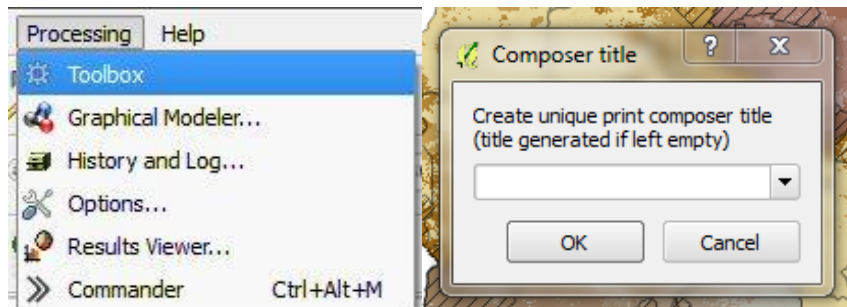 Processing Help
Toolbox
Graphical Modeler...
History and Log...
Options...
Results Viewer...
Commander Ctrl+Alt+M
Composer title
Create unique print composer title
(title generated if left empty)
OK Cancel